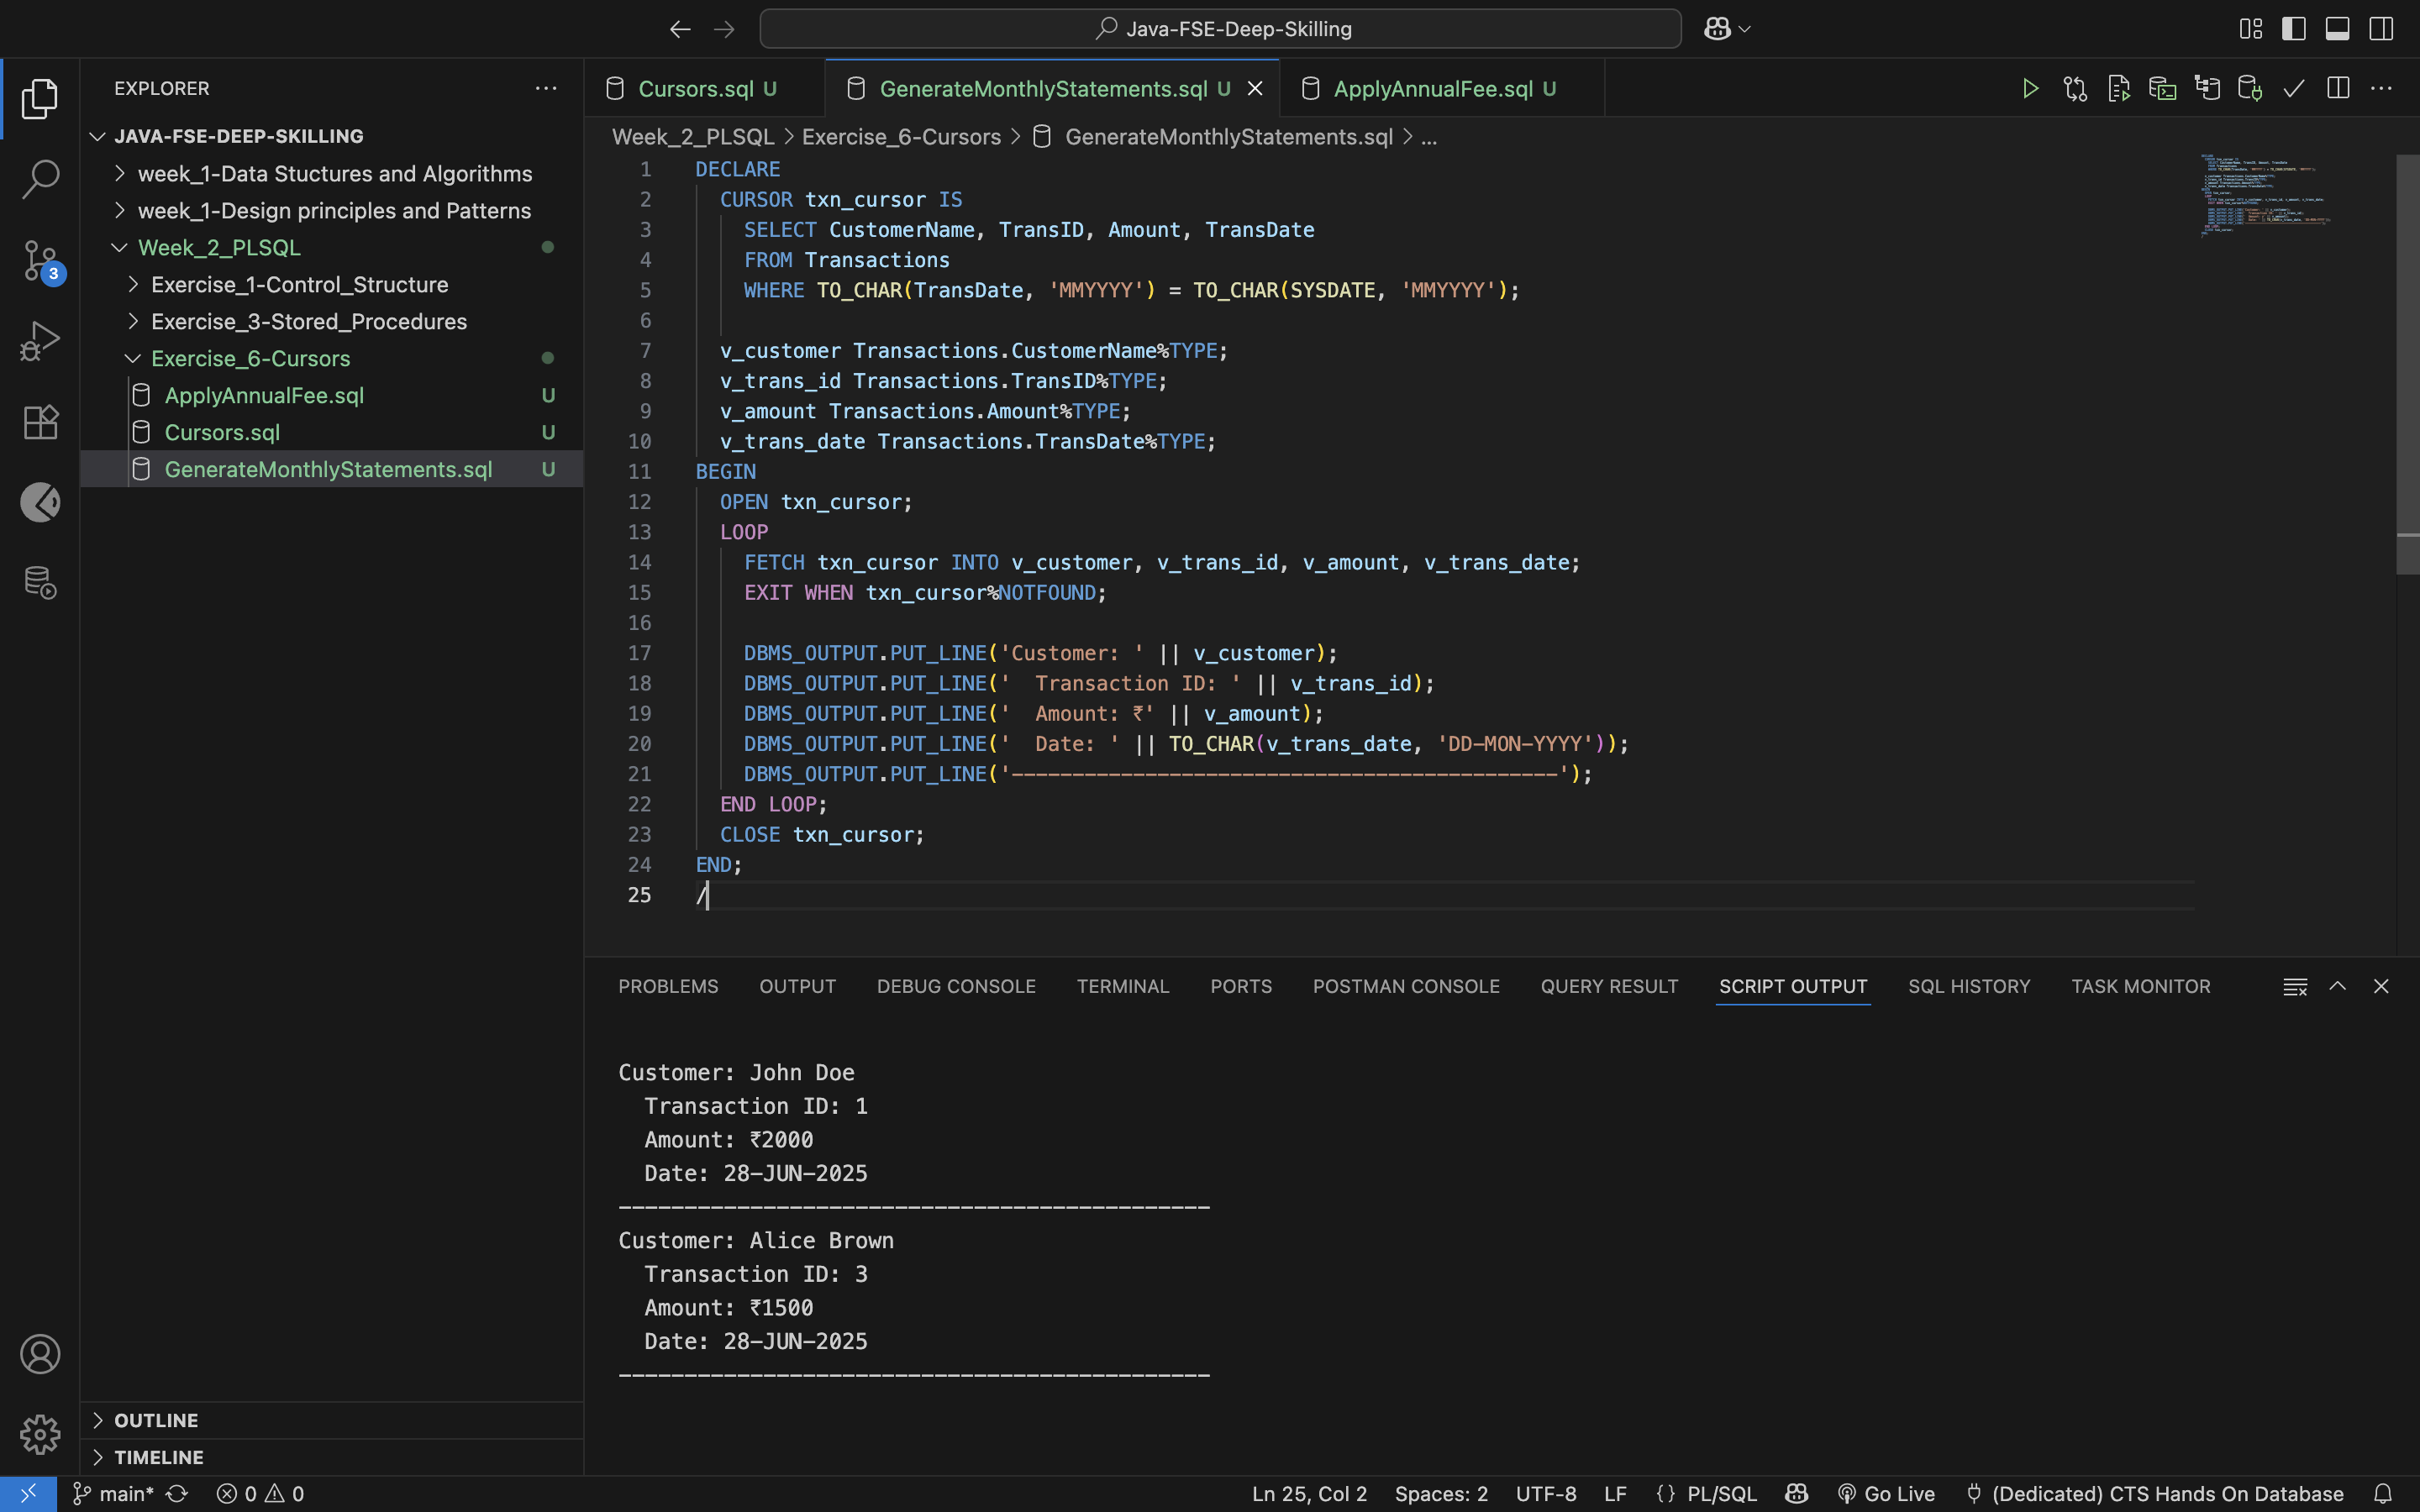 Java-FSE-Deep-Skilling
EXPLORER
JAVA-FSE-DEEP-SKILLING
week_1-Data Stuctures and Algorithms
week_1-Design principles and Patterns
Week_2_PLSQL
Exercise_1-Control_Structure
Exercise_3-Stored_Procedures
Exercise_6-Cursors
ApplyAnnualFee.sql U
Cursors.sql U
GenerateMonthlyStatements.sql U
3
OUTLINE
TIMELINE
Cursors.sql U GenerateMonthlyStatements.sql U ApplyAnnualFee.sql U
Week_2_PLSQL > Exercise_6-Cursors > GenerateMonthlyStatements.sql > ...
1 DECLARE
2 CURSOR txn_cursor IS
3 SELECT CustomerName, TransID, Amount, TransDate
4 FROM Transactions
5 WHERE TO_CHAR(TransDate, 'MMYYYY') = TO_CHAR(SYSDATE, 'MMYYYY');
6
7 v_customer Transactions.CustomerName%TYPE;
8 v_trans_id Transactions.TransID%TYPE;
9 v_amount Transactions.Amount%TYPE;
10 v_trans_date Transactions.TransDate%TYPE;
11 BEGIN
12 OPEN txn_cursor;
13 LOOP
14 FETCH txn_cursor INTO v_customer, v_trans_id, v_amount, v_trans_date;
15 EXIT WHEN txn_cursor%NOTFOUND;
16
17 DBMS_OUTPUT.PUT_LINE('Customer: ' || v_customer);
18 DBMS_OUTPUT.PUT_LINE('  Transaction ID: ' || v_trans_id);
19 DBMS_OUTPUT.PUT_LINE('  Amount: ₹' || v_amount);
20 DBMS_OUTPUT.PUT_LINE('  Date: ' || TO_CHAR(v_trans_date, 'DD-MON-YYYY'));
21 DBMS_OUTPUT.PUT_LINE('---------------------------------------------');
22 END LOOP;
23 CLOSE txn_cursor;
24 END;
25 /
PROBLEMS OUTPUT DEBUG CONSOLE TERMINAL PORTS POSTMAN CONSOLE QUERY RESULT SCRIPT OUTPUT SQL HISTORY TASK MONITOR
Customer: John Doe
Transaction ID: 1
Amount: ₹2000
Date: 28-JUN-2025
---------------------------------------------
Customer: Alice Brown
Transaction ID: 3
Amount: ₹1500
Date: 28-JUN-2025
---------------------------------------------
main* 0 0 Ln 25, Col 2 Spaces: 2 UTF-8 LF {} PL/SQL Go Live (Dedicated) CTS Hands On Database